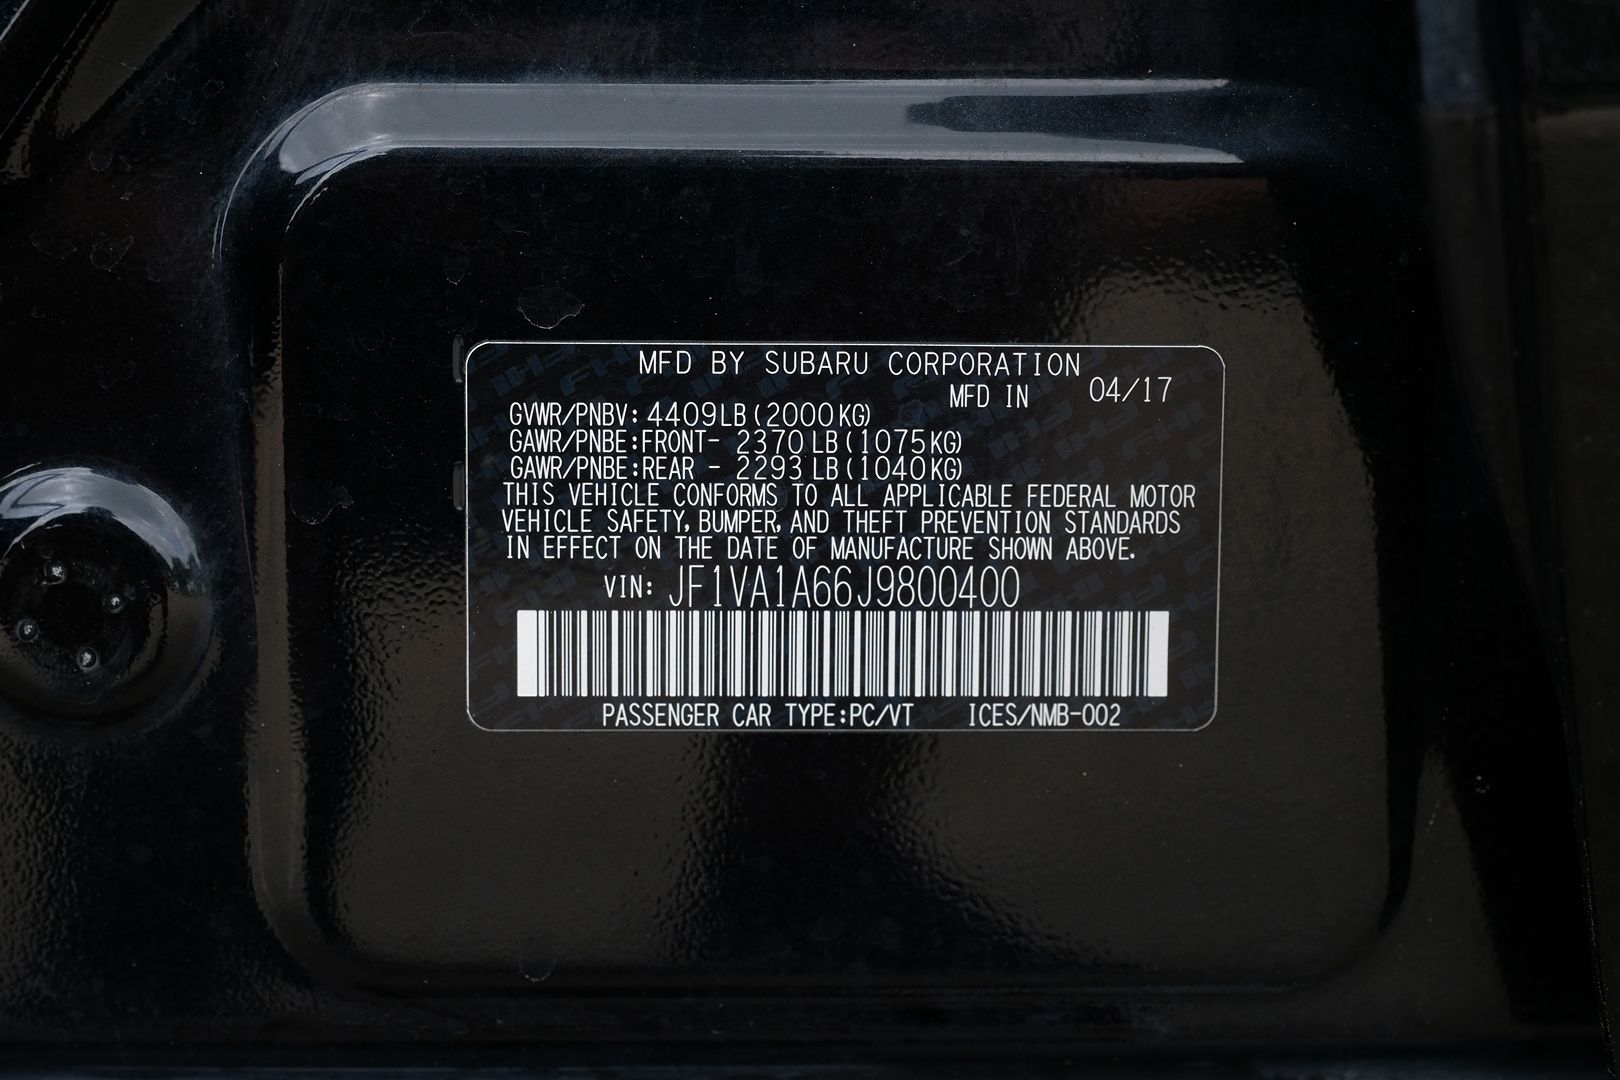 MFD BY SUBARU CORPORATION
MFD IN 04/17
GVWR/PNBV: 4409LB(2000KG)
GAWR/PNBE:FRONT- 2370LB(1075KG)
GAWR/PNBE:REAR - 2293LB(1040KG)
THIS VEHICLE CONFORMS TO ALL APPLICABLE FEDERAL MOTOR
VEHICLE SAFETY, BUMPER, AND THEFT PREVENTION STANDARDS
IN EFFECT ON THE DATE OF MANUFACTURE SHOWN ABOVE.
VIN: JF1VA1A66J9800400
PASSENGER CAR TYPE:PC/VT ICES/NMB-002